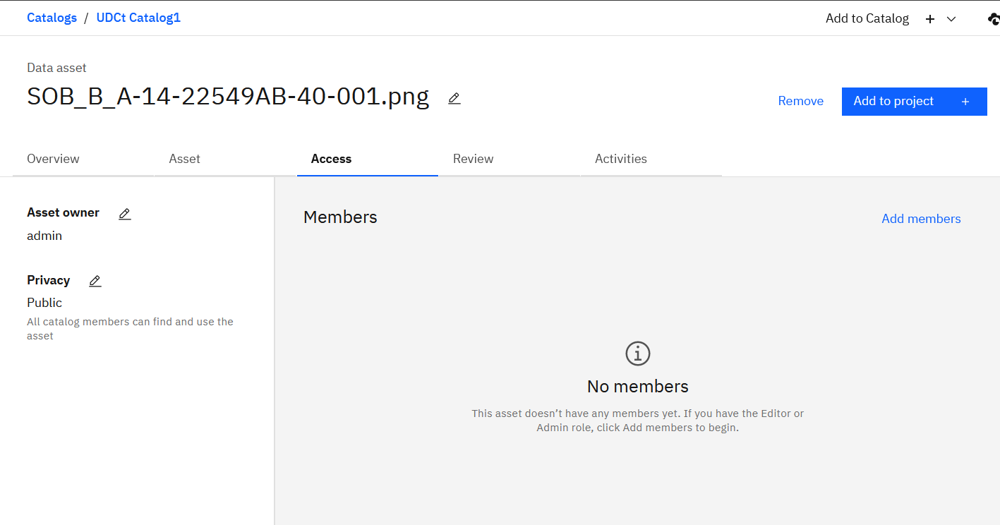 Catalogs / UDCt Catalog1
Add to Catalog +
Data asset
SOB_B_A-14-22549AB-40-001.png
Remove
Add to project +
Overview
Asset
Access
Review
Activities
Asset owner
admin
Privacy
Public
All catalog members can find and use the
asset
Members
Add members
No members
This asset doesn’t have any members yet. If you have the Editor or
Admin role, click Add members to begin.